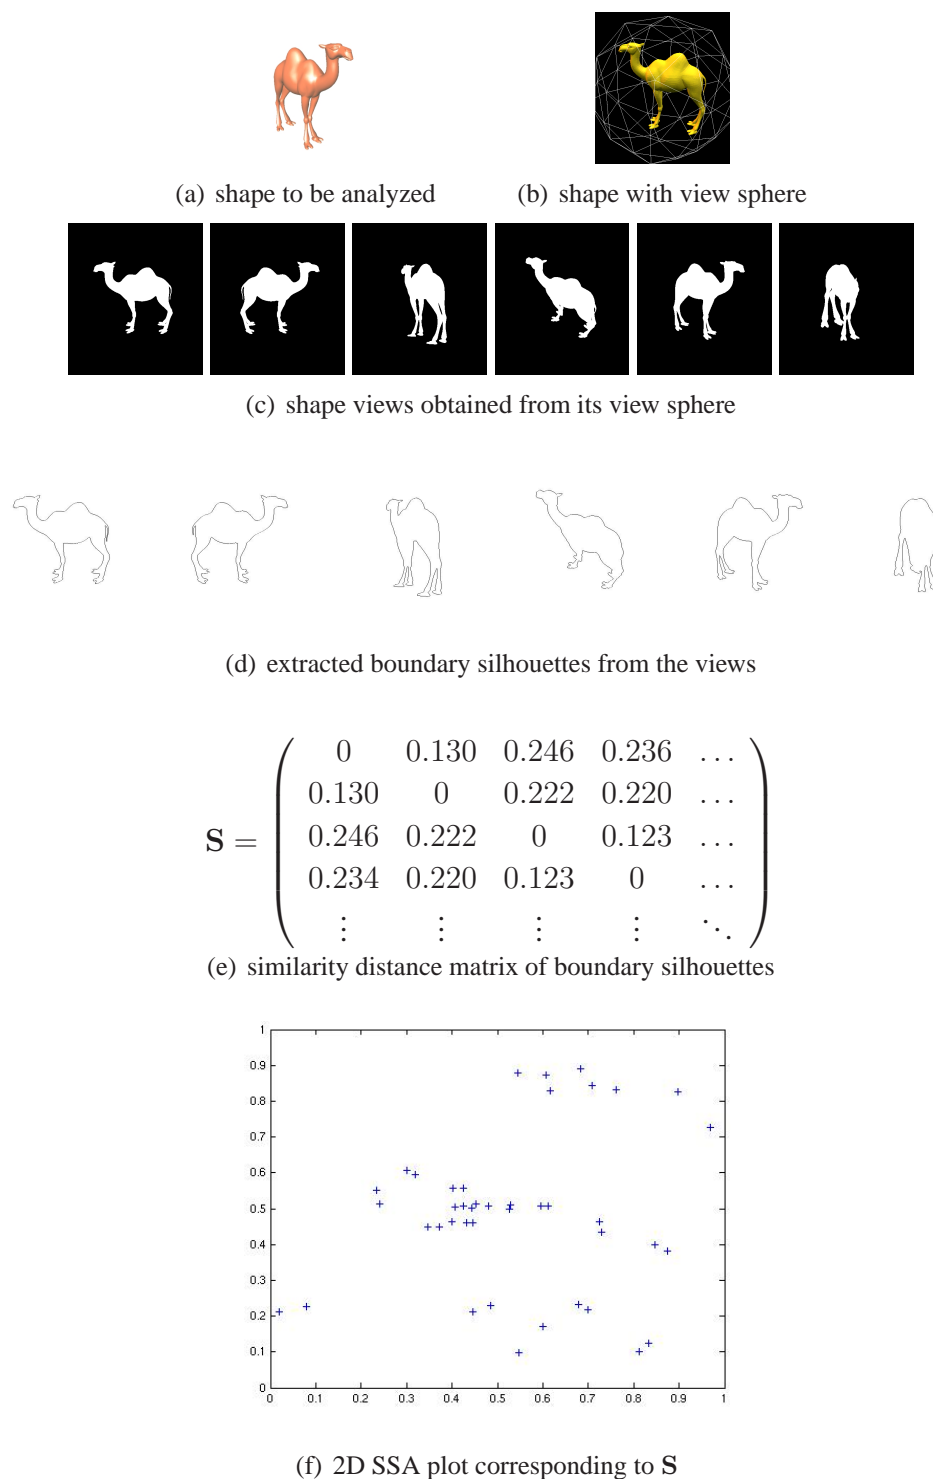 (a) shape to be analyzed
(b) shape with view sphere
(c) shape views obtained from its view sphere
(d) extracted boundary silhouettes from the views
S =
0 0.130 0.246 0.236 …
0.130 0 0.222 0.220 …
0.246 0.222 0 0.123 …
0.234 0.220 0.123 0 …
⋮ ⋮ ⋮ ⋮ ⋱
(e) similarity distance matrix of boundary silhouettes
1
0.9
0.8
0.7
0.6
0.5
0.4
0.3
0.2
0.1
0
0 0.1 0.2 0.3 0.4 0.5 0.6 0.7 0.8 0.9 1
(f) 2D SSA plot corresponding to S